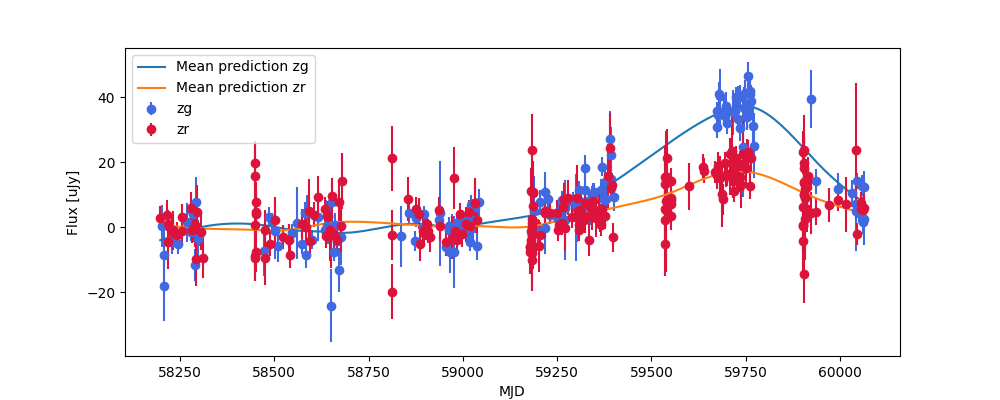 Mean prediction zg
Mean prediction zr
zg
zr
Flux [uJy]
40
20
0
−20
58250 58500 58750 59000 59250 59500 59750 60000
MJD